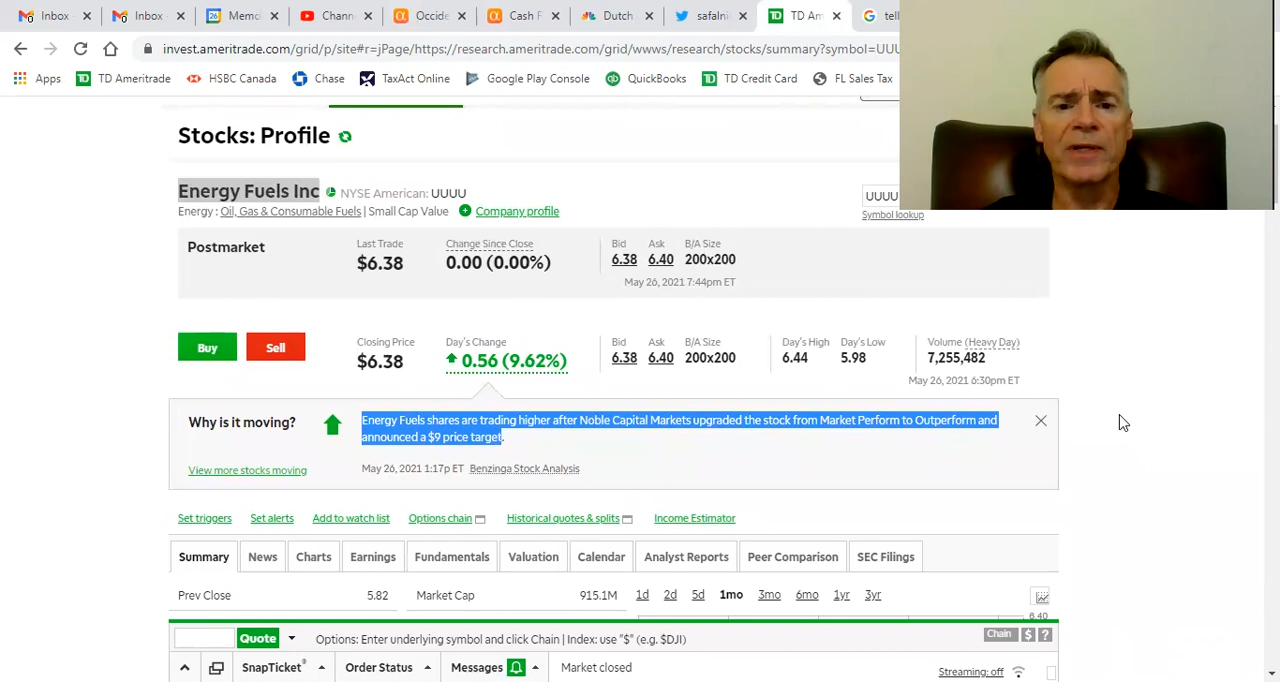 Inbox
Inbox
26
Memd
Chann
Occide
Cash F
Dutch
safalni
TD Am
tell
invest.ameritrade.com/grid/p/site#r=jPage/https://research.ameritrade.com/grid/wwws/research/stocks/summary?symbol=UUU
Apps TD Ameritrade HSBC Canada Chase TaxAct Online Google Play Console QuickBooks TD Credit Card FL Sales Tax
Stocks: Profile
Energy Fuels Inc NYSE American: UUUU
UUUU
Energy : Oil, Gas & Consumable Fuels | Small Cap Value Company profile
Symbol lookup
Postmarket
Last Trade Change Since Close Bid Ask B/A Size
$6.38 0.00 (0.00%) 6.38 6.40 200x200
May 26, 2021 7:44pm ET
Buy Sell
Closing Price Day's Change Bid Ask B/A Size Day's High Day's Low Volume (Heavy Day)
$6.38 0.56 (9.62%) 6.38 6.40 200x200 6.44 5.98 7,255,482
May 26, 2021 6:30pm ET
Why is it moving?
Energy Fuels shares are trading higher after Noble Capital Markets upgraded the stock from Market Perform to Outperform and
announced a $9 price target.
View more stocks moving
May 26, 2021 1:17p ET Benzinga Stock Analysis
Set triggers Set alerts Add to watch list Options chain Historical quotes & splits Income Estimator
Summary News Charts Earnings Fundamentals Valuation Calendar Analyst Reports Peer Comparison SEC Filings
Prev Close 5.82 Market Cap 915.1M 1d 2d 5d 1mo 3mo 6mo 1yr 3yr
6.40
Quote Options: Enter underlying symbol and click Chain | Index: use "$" (e.g. $DJI) Chain $ ?
SnapTicket® Order Status Messages Market closed Streaming: off